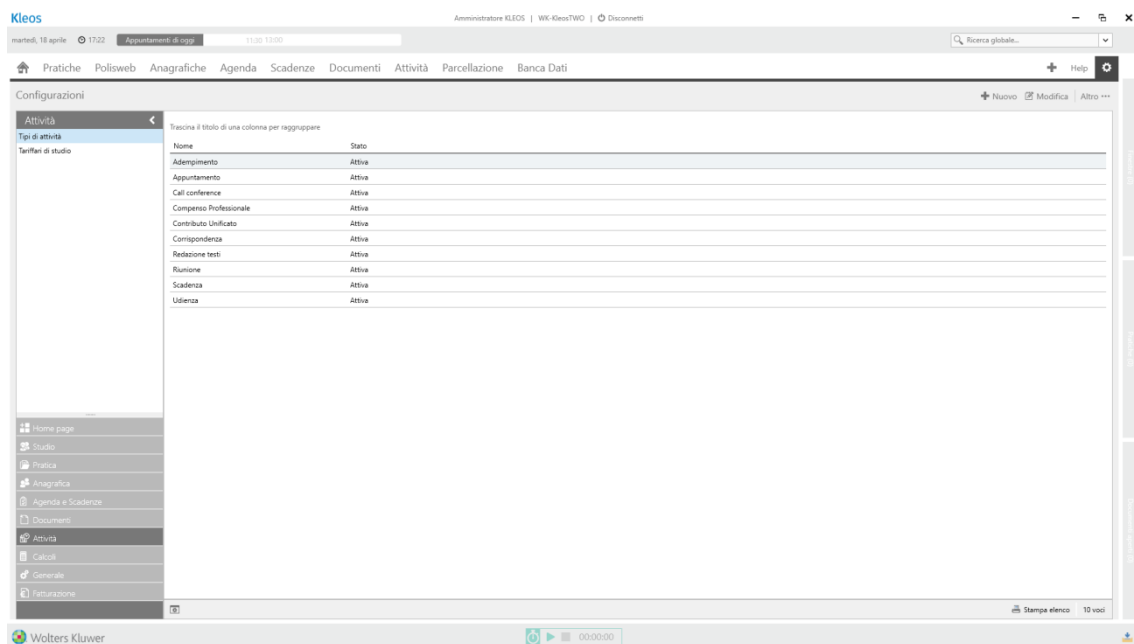 Kleos
Amministratore KLEOS | WK-KleosTWO | Disconnetti
martedì, 18 aprile 17:22 Appuntamenti di oggi 11:00 13:00
Ricerca globale...
Pratiche Polisweb Anagrafiche Agenda Scadenze Documenti Attività Parcellazione Banca Dati
Help
Configurazioni
Nuovo Modifica | Altro ···
Attività
Tipi di attività
Tariffari di studio
Trascina il titolo di una colonna per raggruppare
Nome Stato
Adempimento Attiva
Appuntamento Attiva
Call conference Attiva
Compenso Professionale Attiva
Contributo Unificato Attiva
Corrispondenza Attiva
Redazione testi Attiva
Riunione Attiva
Scadenza Attiva
Udienza Attiva
Home page
Studio
Pratica
Anagrafica
Agenda e Scadenze
Documenti
Attività
Calcoli
Generale
Fatturazione
Stampa elenco 10 voci
Wolters Kluwer
00:00:00